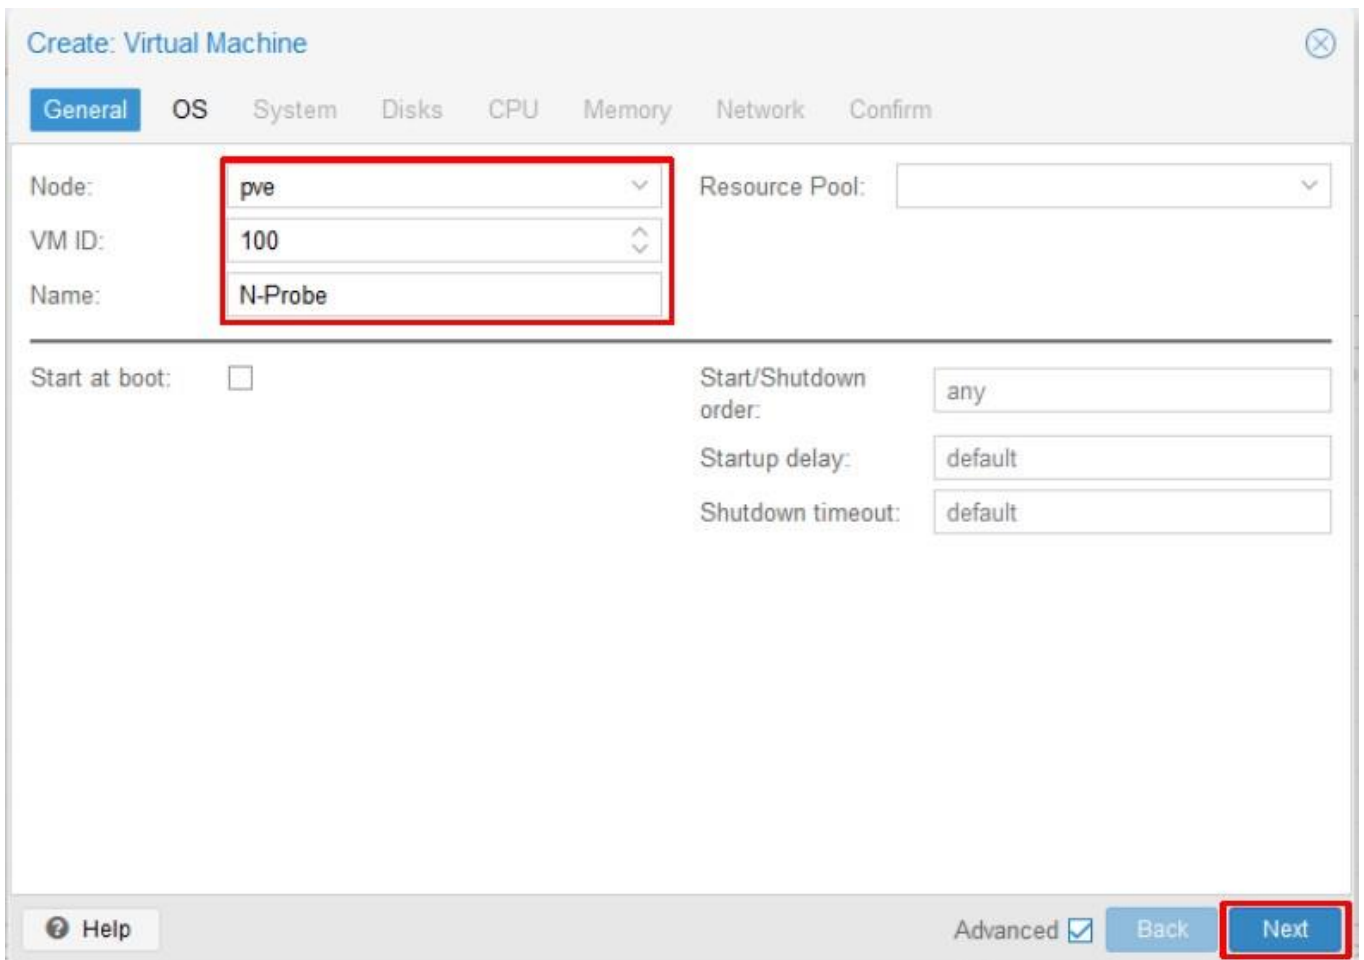 Create: Virtual Machine
General OS System Disks CPU Memory Network Confirm
Node: pve Resource Pool:
VM ID: 100
Name: N-Probe
Start at boot: Start/Shutdown order: any
Startup delay: default
Shutdown timeout: default
Help Advanced Back Next